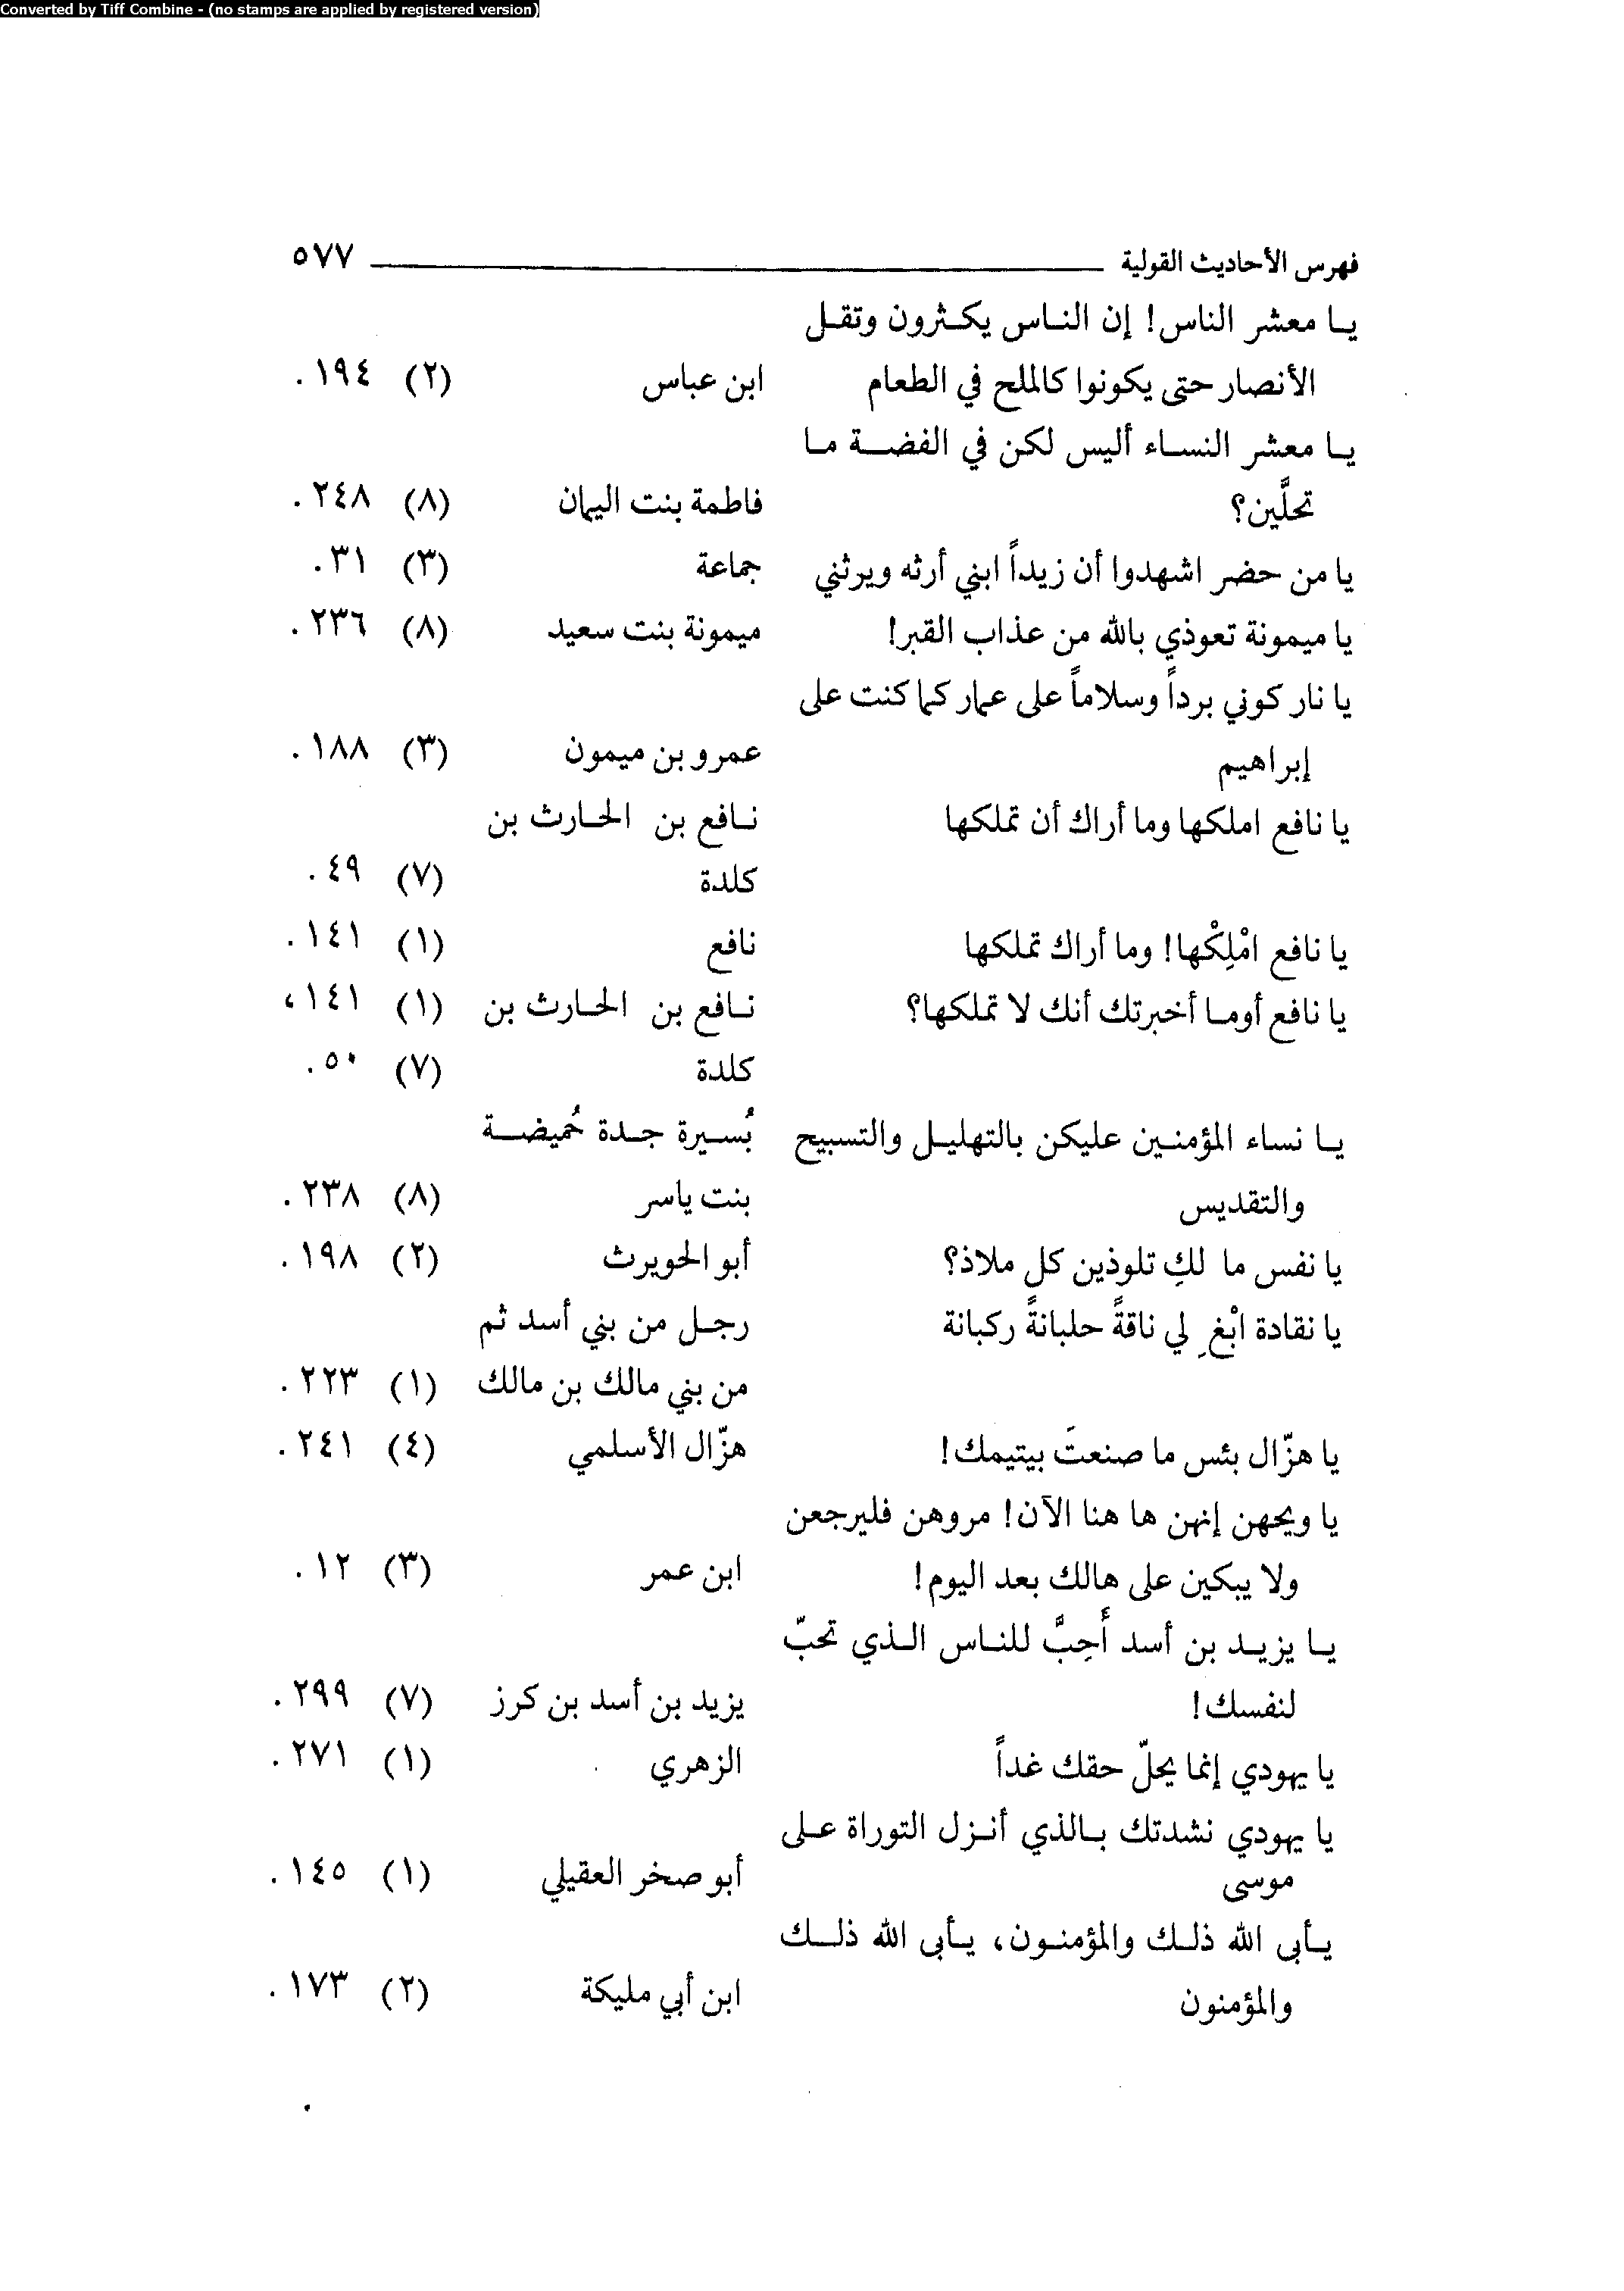 Converted by Tiff Combine - (no stamps are applied by registered version)
فهرس الأحاديث القولية ٥٧٧
يا معشر الناس! إن الناس يكثرون وتقل
الأنصار حتى يكونوا كالملح في الطعام ابن عباس (٢) ١٩٤.
يا معشر النساء أليس لكن في الفضة ما
تحلَّين؟ فاطمة بنت اليمان (٨) ٢٤٨.
يا من حضر اشهدوا أن زيداً ابني أرثه ويرثني جماعة (٣) ٣١.
يا ميمونة تعوذي بالله من عذاب القبر! ميمونة بنت سعيد (٨) ٢٣٦.
يا نار كوني برداً وسلاماً على عمار كما كنت على
إبراهيم عمرو بن ميمون (٣) ١٨٨.
يا نافع املكها وما أراك أن تملكها نافع بن الحارث بن
كلدة (٧) ٤٩.
يا نافع امْلِكْها! وما أراك تملكها نافع (١) ١٤١.
يا نافع أوما أخبرتك أنك لا تملكها؟ نافع بن الحارث بن (١) ١٤١،
كلدة (٧) ٥٠.
يا نساء المؤمنين عليكن بالتهليل والتسبيح بُسيرة جدة حُميضة
والتقديس بنت ياسر (٨) ٢٣٨.
يا نفس ما لكِ تلوذين كل ملاذ؟ أبو الحويرث (٢) ١٩٨.
يا نقادة ابْغِ لي ناقةً حلبانةً ركبانة رجل من بني أسد ثم
من بني مالك بن مالك (١) ٢٢٣.
يا هزّال بئس ما صنعتَ بيتيمك! هزّال الأسلمي (٤) ٢٤١.
يا ويحهن إنهن ها هنا الآن! مروهن فليرجعن
ولا يبكين على هالك بعد اليوم! ابن عمر (٣) ١٢.
يا يزيد بن أسد أَحِبَّ للناس الذي تحبّ
لنفسك! يزيد بن أسد بن كرز (٧) ٢٩٩.
يا يهودي إنما يحلّ حقك غداً الزهري (١) ٢٧١.
يا يهودي نشدتك بالذي أنزل التوراة على
موسى أبو صخر العقيلي (١) ١٤٥.
يأبى الله ذلك والمؤمنون، يأبى الله ذلك
والمؤمنون ابن أبي مليكة (٢) ١٧٣.